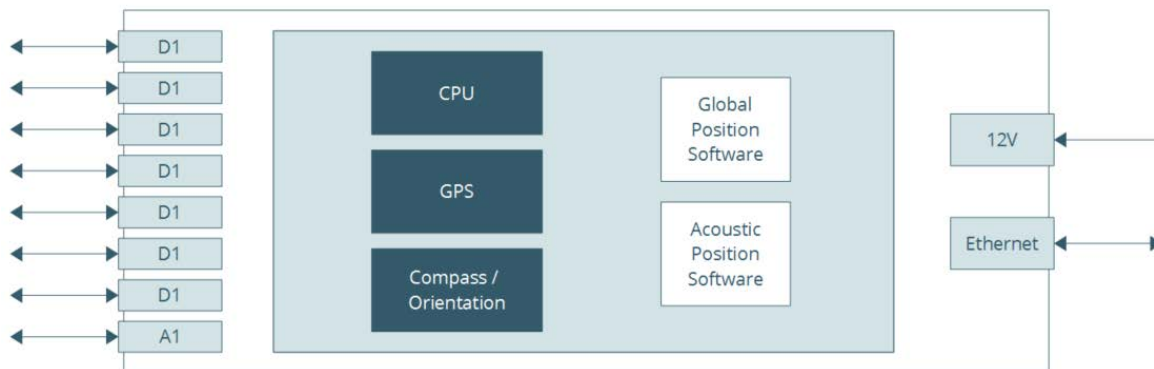 D1
D1
D1
D1
D1
D1
D1
A1
CPU
GPS
Compass /
Orientation
Global
Position
Software
Acoustic
Position
Software
12V
Ethernet